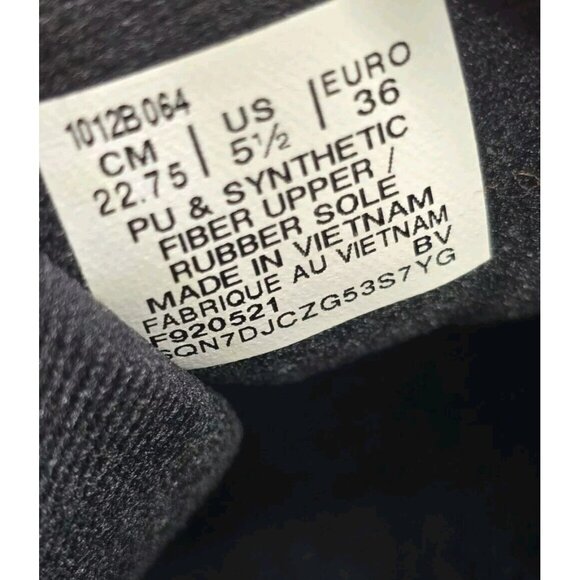 1012B064
CM 22.75 | US 5½ | EURO 36
PU & SYNTHETIC
FIBER UPPER /
RUBBER SOLE
MADE IN VIETNAM
FABRIQUE AU VIETNAM
F920521 BV
SQN7DJCZG53S7YG